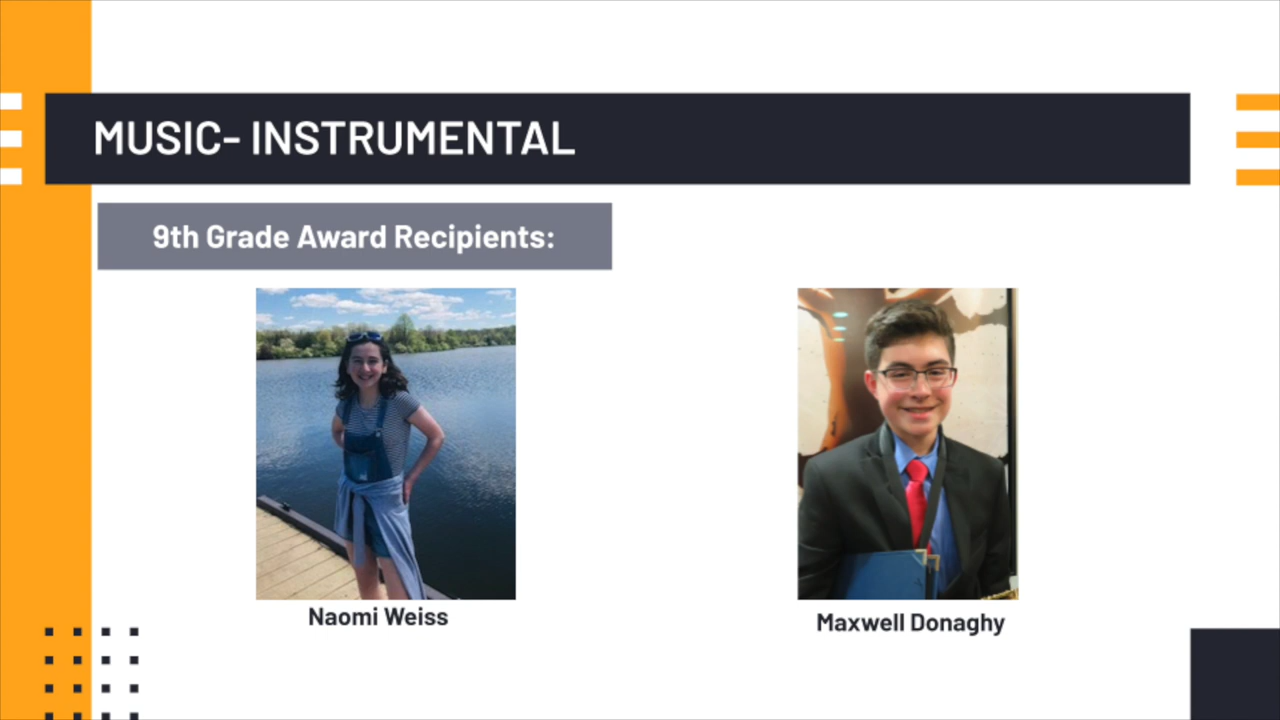 MUSIC- INSTRUMENTAL
9th Grade Award Recipients:
Naomi Weiss
Maxwell Donaghy